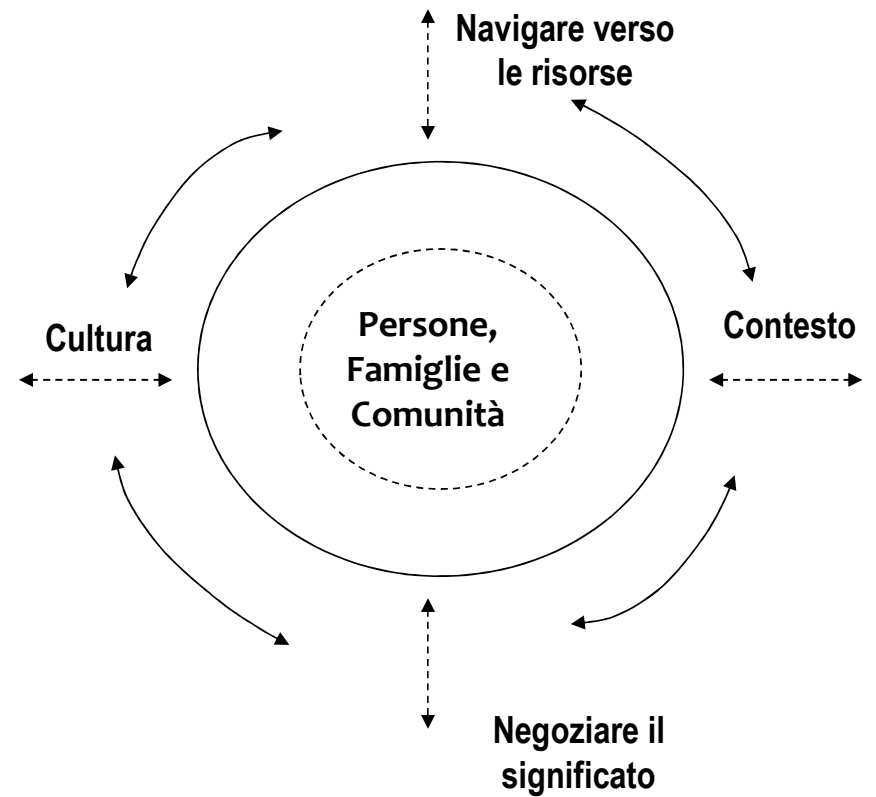 Navigare verso
le risorse
Cultura
Persone,
Famiglie e
Comunità
Contesto
Negoziare il
significato